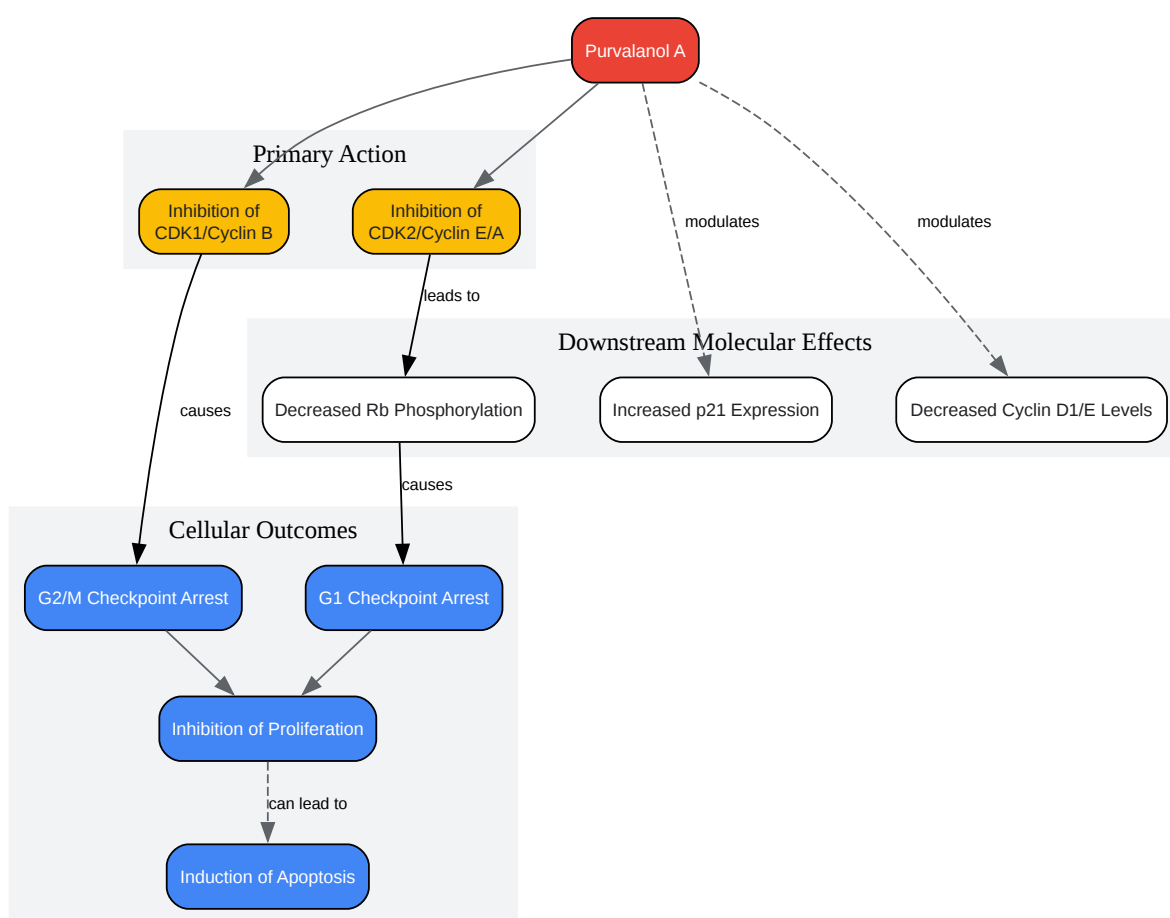 Purvalanol A
Primary Action
Inhibition of
CDK1/Cyclin B
Inhibition of
CDK2/Cyclin E/A
modulates
modulates
leads to
Downstream Molecular Effects
Decreased Rb Phosphorylation
Increased p21 Expression
Decreased Cyclin D1/E Levels
causes
causes
Cellular Outcomes
G2/M Checkpoint Arrest
G1 Checkpoint Arrest
Inhibition of Proliferation
can lead to
Induction of Apoptosis